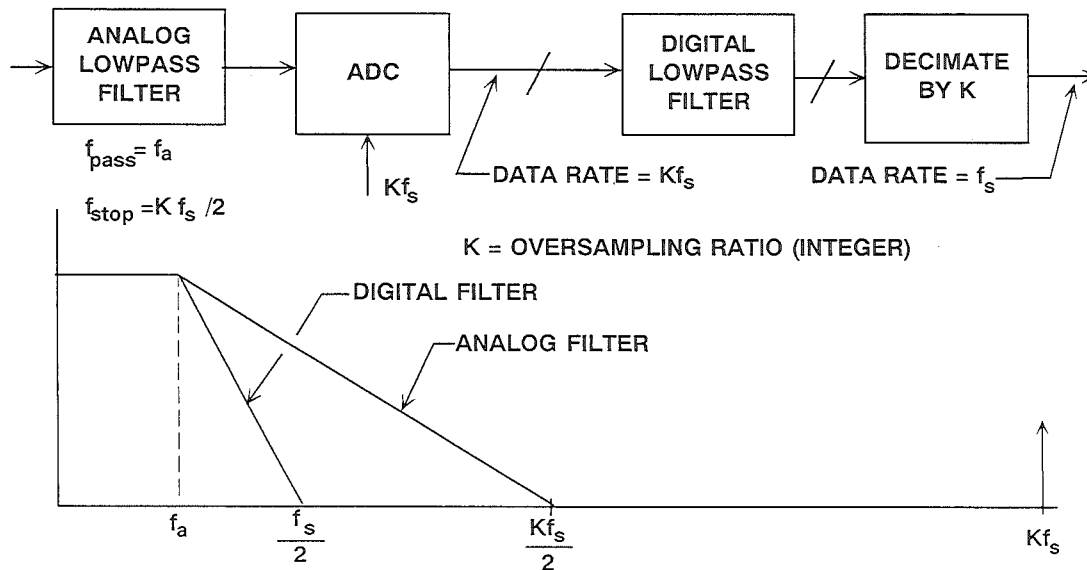 ANALOG
LOWPASS
FILTER
ADC
DIGITAL
LOWPASS
FILTER
DECIMATE
BY K
f_pass = f_a
f_stop = K f_s /2
Kf_s
DATA RATE = Kf_s
DATA RATE = f_s
K = OVERSAMPLING RATIO (INTEGER)
DIGITAL FILTER
ANALOG FILTER
f_a
f_s
2
Kf_s
2
Kf_s